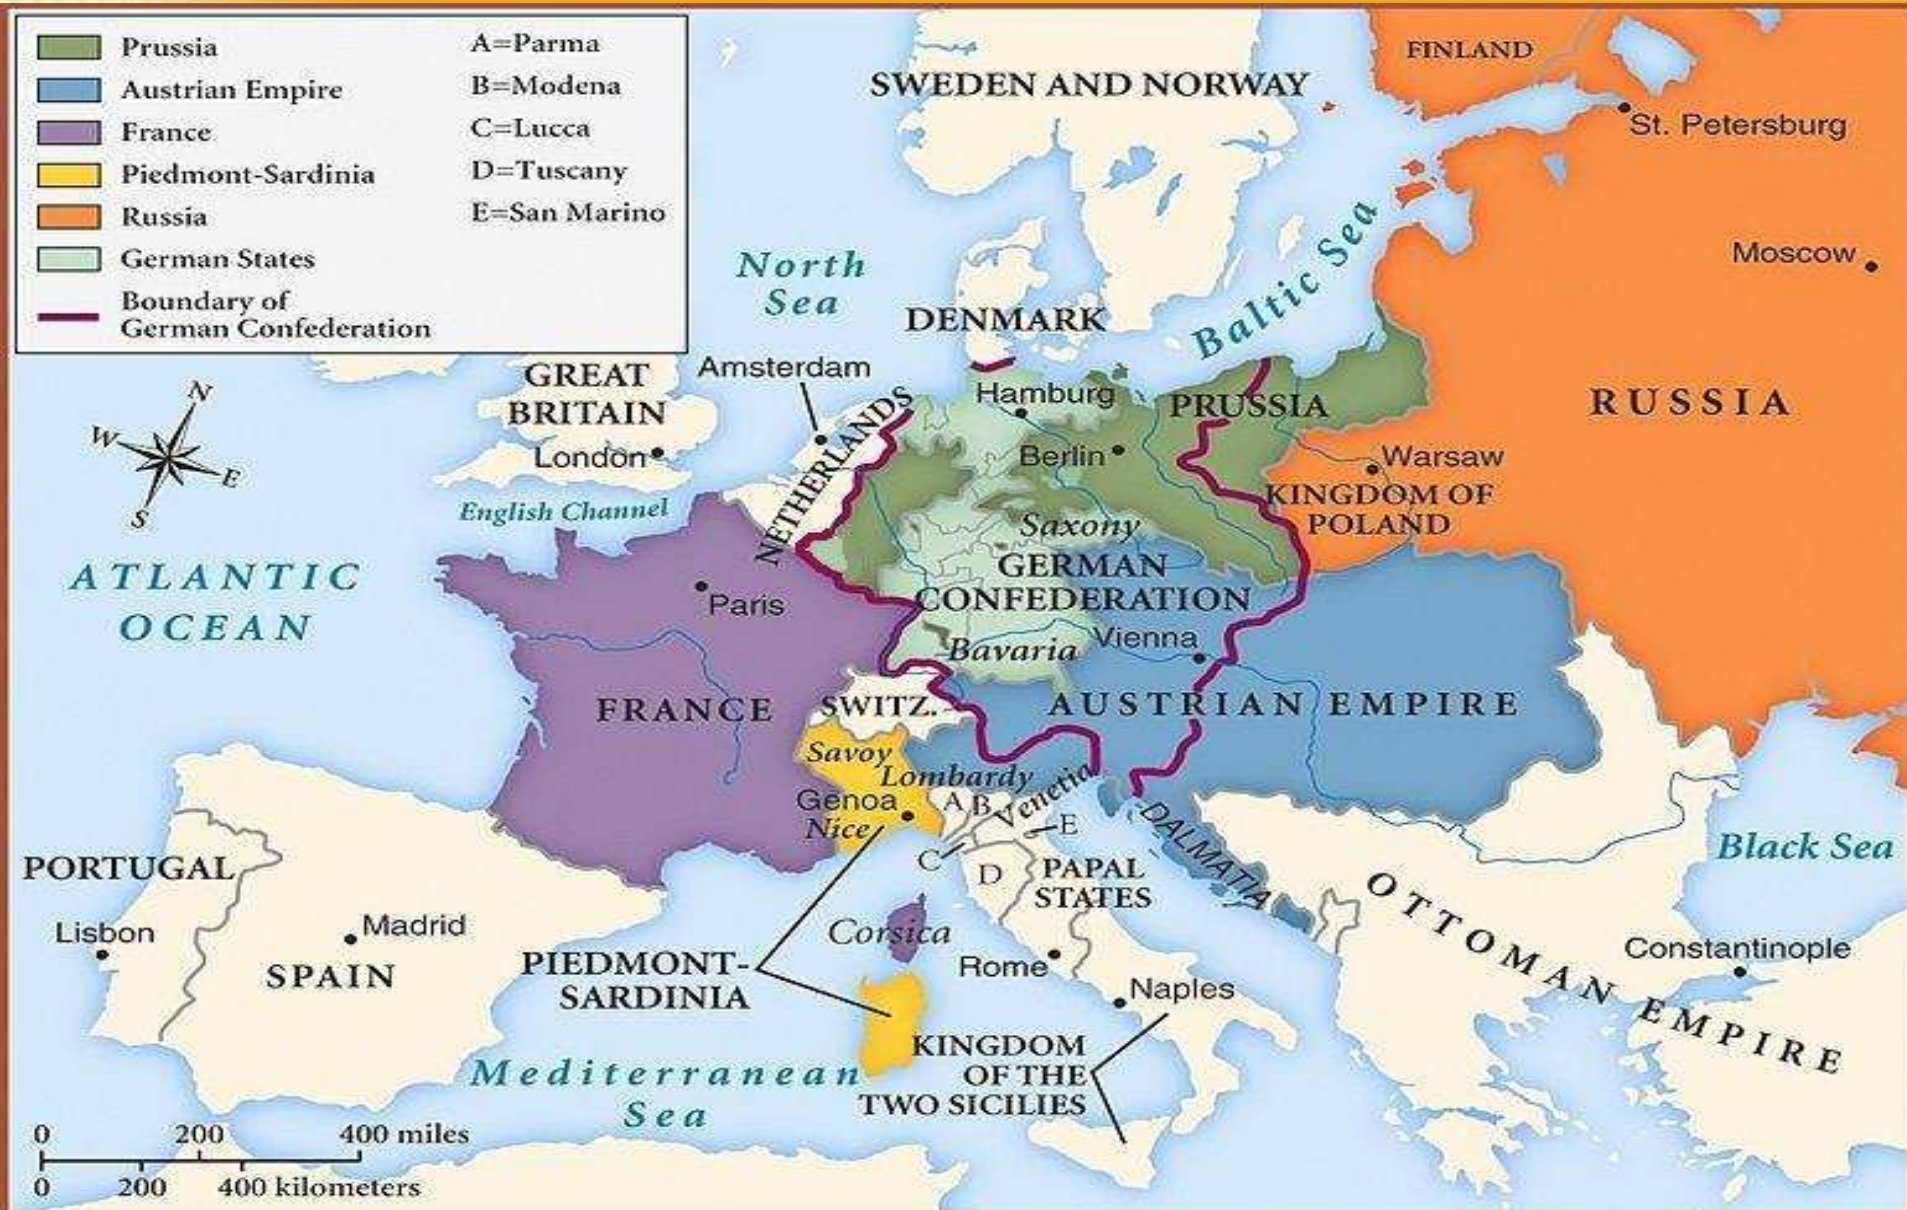 Prussia
Austrian Empire
France
Piedmont-Sardinia
Russia
German States
Boundary of
German Confederation
A=Parma
B=Modena
C=Lucca
D=Tuscany
E=San Marino
FINLAND
SWEDEN AND NORWAY
St. Petersburg
Moscow
North
Sea
Baltic Sea
DENMARK
GREAT
BRITAIN
London
Amsterdam
NETHERLANDS
Hamburg
PRUSSIA
RUSSIA
Berlin
Warsaw
KINGDOM OF
POLAND
N
W
E
S
English Channel
Saxony
GERMAN
CONFEDERATION
ATLANTIC
OCEAN
Paris
Bavaria
Vienna
FRANCE
SWITZ.
AUSTRIAN EMPIRE
Savoy
Lombardy
Venetia
Genoa
Nice
A
B
E
C
D
DALMATIA
PAPAL
STATES
Black Sea
PORTUGAL
Lisbon
Madrid
SPAIN
Corsica
PIEDMONT-
SARDINIA
Rome
Naples
OTTOMAN EMPIRE
Constantinople
KINGDOM
OF THE
TWO SICILIES
Mediterranean
Sea
0 200 400 miles
0 200 400 kilometers